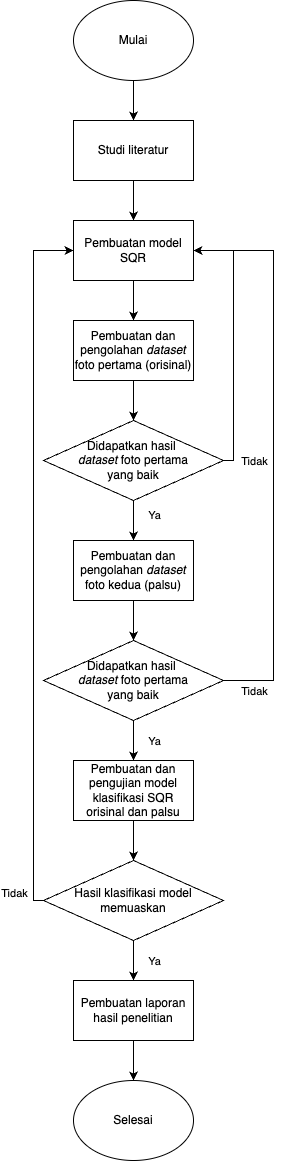 Mulai
Studi literatur
Pembuatan model
SQR
Pembuatan dan
pengolahan dataset
foto pertama (orisinal)
Didapatkan hasil
dataset foto pertama
yang baik
Tidak
Ya
Pembuatan dan
pengolahan dataset
foto kedua (palsu)
Didapatkan hasil
dataset foto pertama
yang baik
Tidak
Ya
Pembuatan dan
pengujian model
klasifikasi SQR
orisinal dan palsu
Tidak
Hasil klasifikasi model
memuaskan
Ya
Pembuatan laporan
hasil penelitian
Selesai